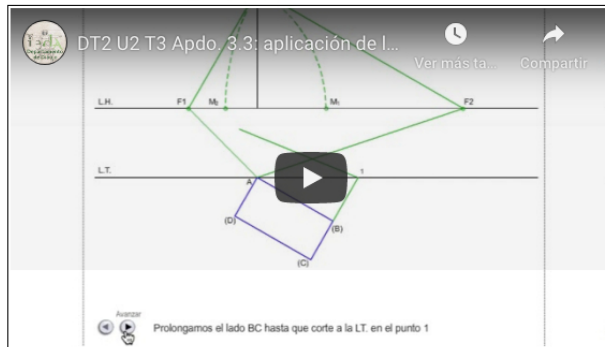 DT2 U2 T3 Apdo. 3.3: aplicación de l...
Ver más ta...
Compartir
L.H.
F1
M₂
M₁
F2
L.T.
A
1
(D)
(B)
(C)
Avanzar
Prolongamos el lado BC hasta que corte a la LT. en el punto 1